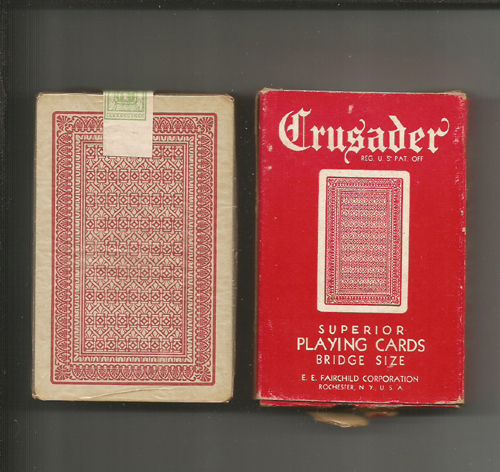 Crusader
REG. U. S. PAT. OFF
SUPERIOR
PLAYING CARDS
BRIDGE SIZE
E. E. FAIRCHILD CORPORATION
ROCHESTER, N. Y. U. S. A.